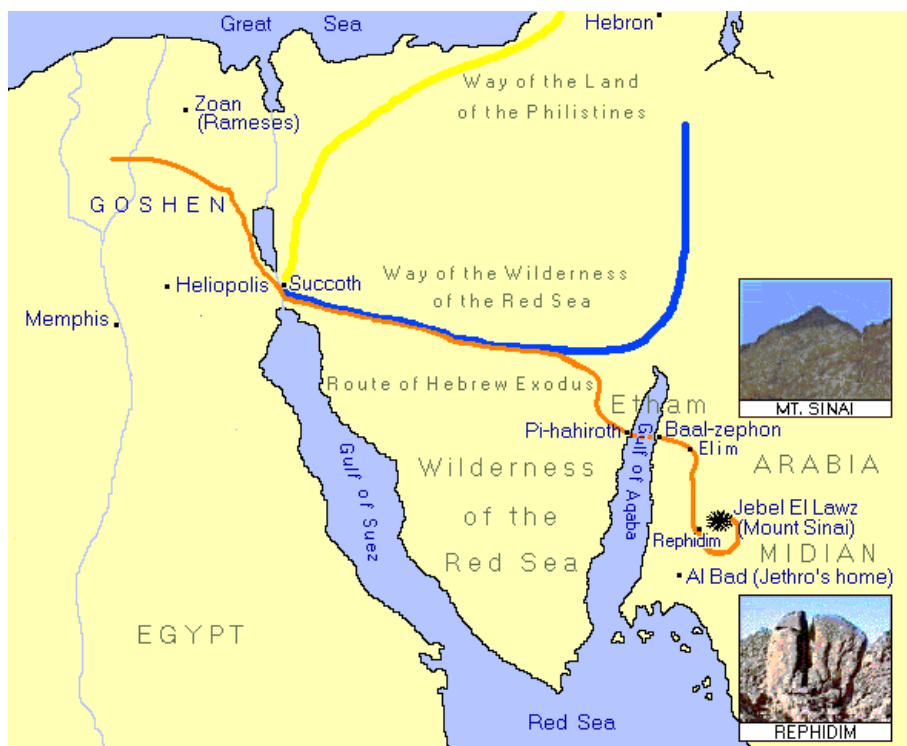 Great Sea
Hebron
Way of the Land
of the Philistines
Zoan
(Rameses)
GOSHEN
Heliopolis
Succoth
Way of the Wilderness
of the Red Sea
Memphis
Route of Hebrew Exodus
Etham
MT. SINAI
Pi-hahiroth
Baal-zephon
Elim
Gulf of Suez
Gulf of Aqaba
Wilderness
of the
Red Sea
ARABIA
Jebel El Lawz
(Mount Sinai)
Rephidim
MIDIAN
Al Bad (Jethro's home)
EGYPT
Red Sea
REPHIDIM